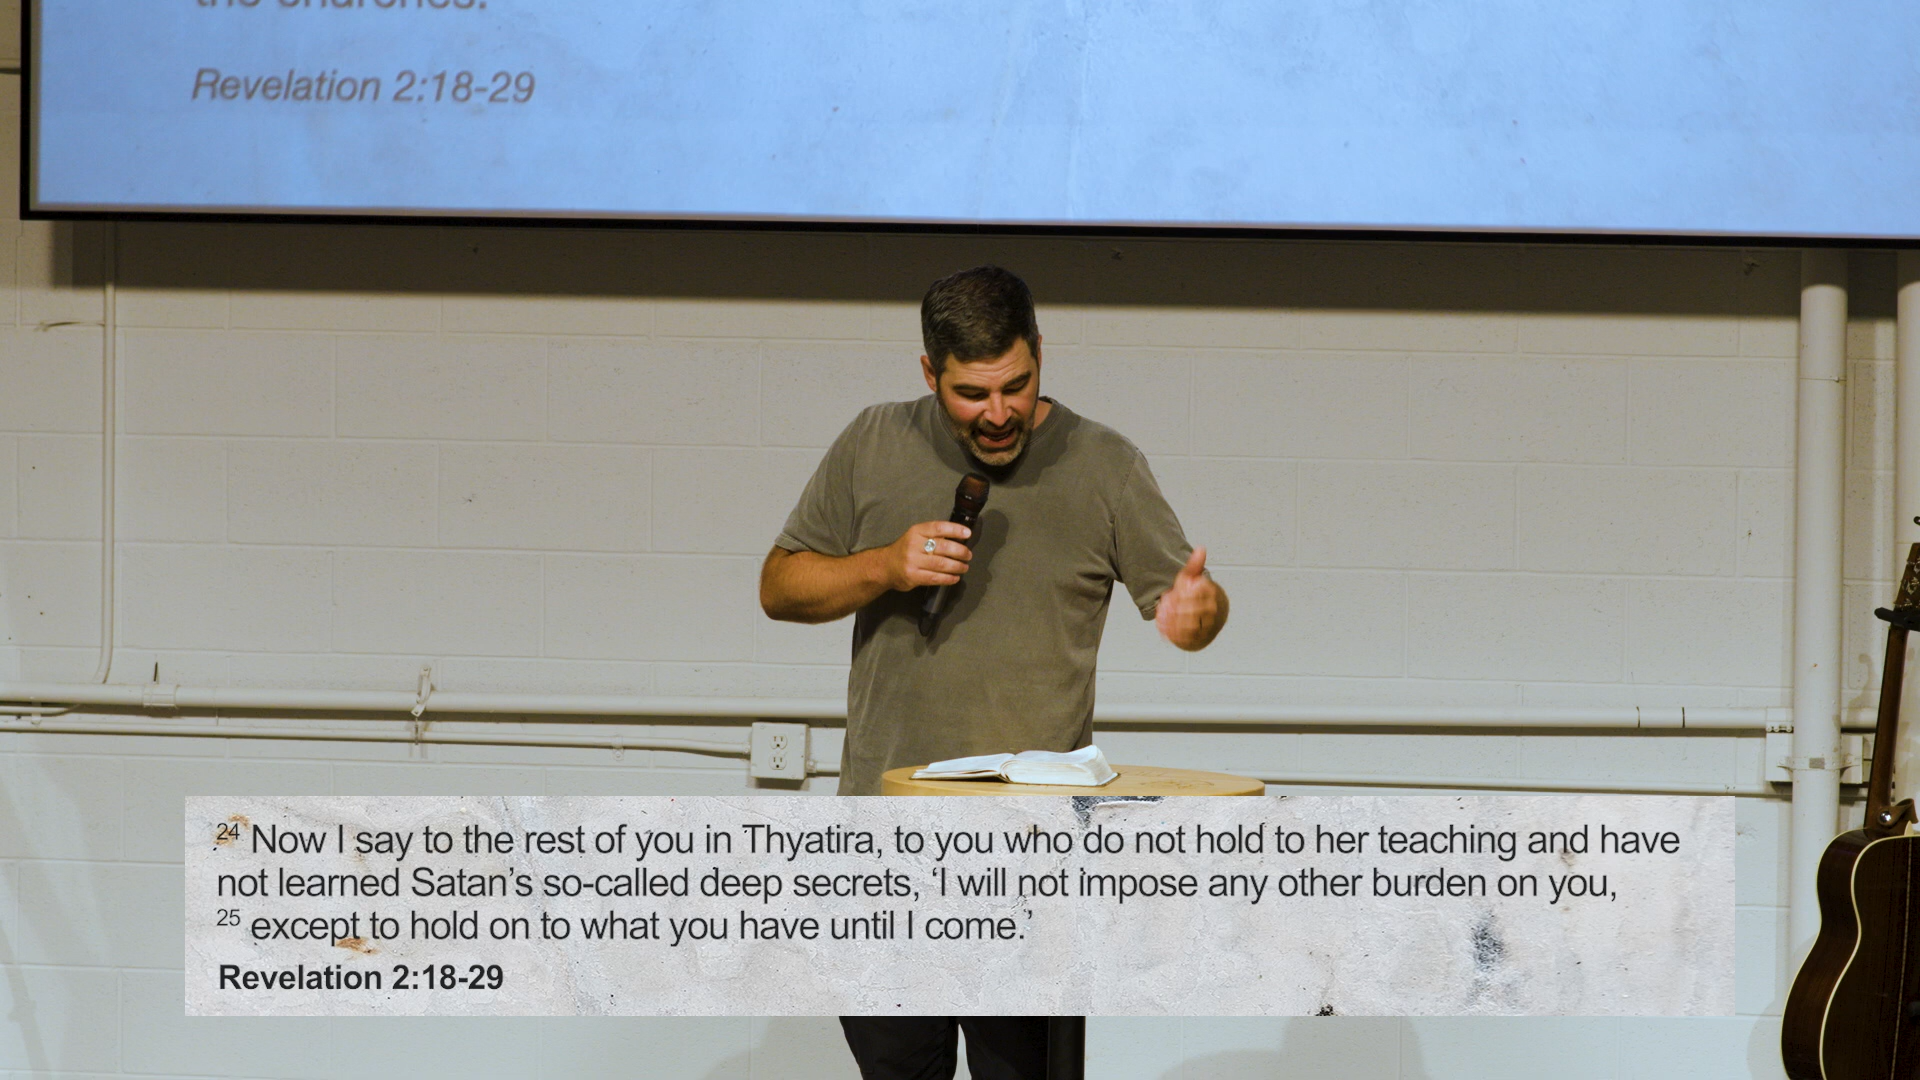 the churches.
Revelation 2:18-29
24 Now I say to the rest of you in Thyatira, to you who do not hold to her teaching and have
not learned Satan’s so-called deep secrets, ‘I will not impose any other burden on you,
25 except to hold on to what you have until I come.’
Revelation 2:18-29